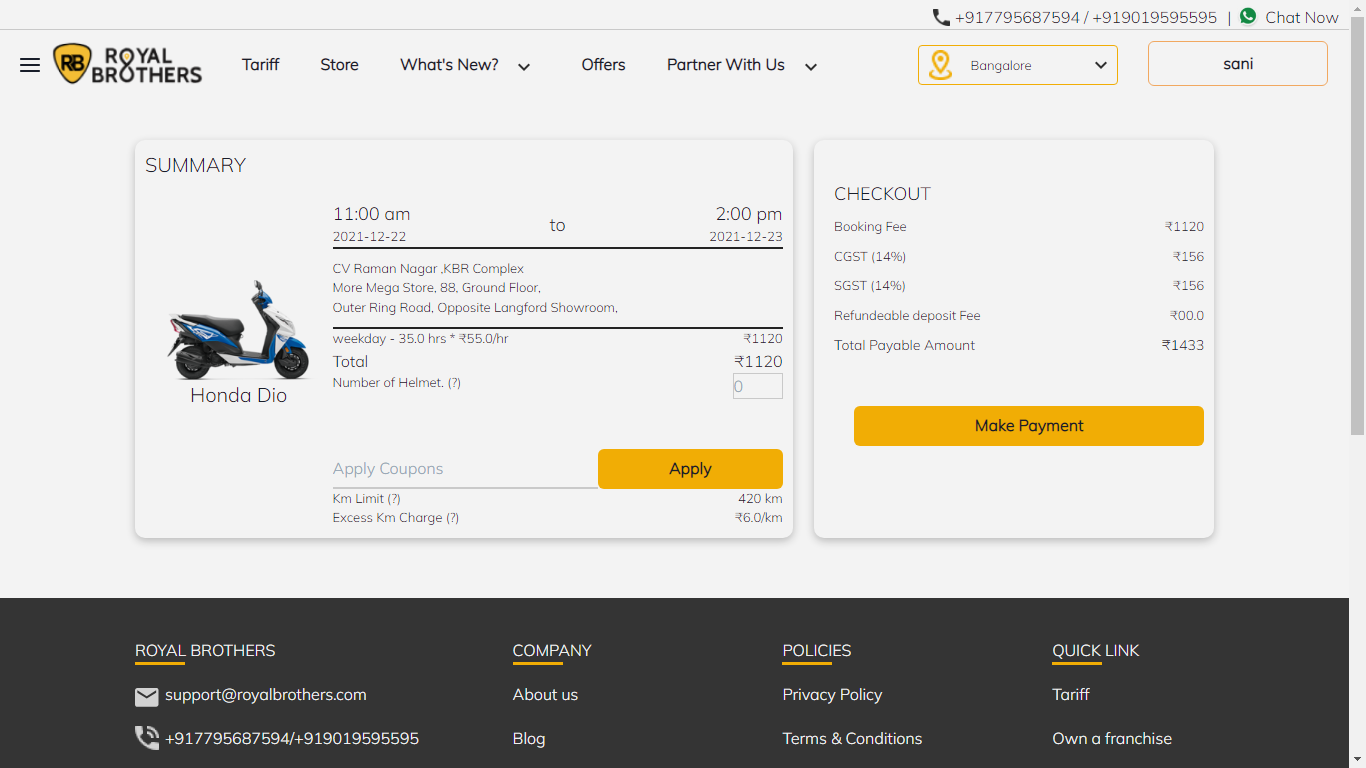 +917795687594 / +919019595595 | Chat Now
RB ROYAL BROTHERS
Tariff
Store
What's New?
Offers
Partner With Us
Bangalore
sani
SUMMARY
11:00 am
to
2:00 pm
2021-12-22
2021-12-23
CV Raman Nagar ,KBR Complex
More Mega Store, 88, Ground Floor,
Outer Ring Road, Opposite Langford Showroom,
weekday - 35.0 hrs * ₹55.0/hr ₹1120
Total ₹1120
Number of Helmet. (?) 0
Honda Dio
Apply Coupons
Apply
Km Limit (?) 420 km
Excess Km Charge (?) ₹6.0/km
CHECKOUT
Booking Fee ₹1120
CGST (14%) ₹156
SGST (14%) ₹156
Refundeable deposit Fee ₹00.0
Total Payable Amount ₹1433
Make Payment
ROYAL BROTHERS
support@royalbrothers.com
+917795687594/+919019595595
COMPANY
About us
Blog
POLICIES
Privacy Policy
Terms & Conditions
QUICK LINK
Tariff
Own a franchise